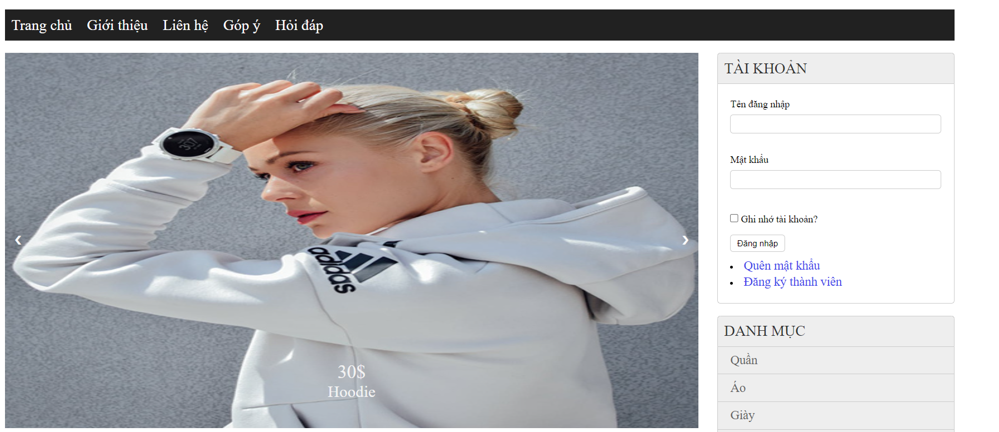 Trang chủ Giới thiệu Liên hệ Góp ý Hỏi đáp
307
adidas
30$
Hoodie
TÀI KHOẢN
Tên đăng nhập
Mật khẩu
Ghi nhớ tài khoản?
Đăng nhập
Quên mật khẩu
Đăng ký thành viên
DANH MỤC
Quần
Áo
Giày